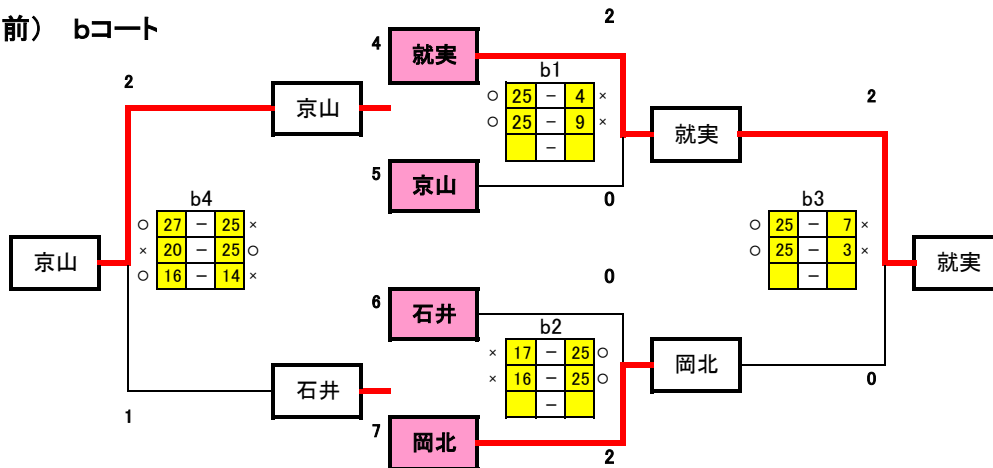 前） bコート
2
4
就実
b1
○ 25 － 4 ×
○ 25 － 9 ×
－
2
京山
2
就実
5
京山
0
b4
○ 27 － 25 ×
× 20 － 25 ○
○ 16 － 14 ×
京山
b3
○ 25 － 7 ×
○ 25 － 3 ×
－
就実
0
6
石井
b2
× 17 － 25 ○
× 16 － 25 ○
－
岡北
0
石井
1
7
岡北
2